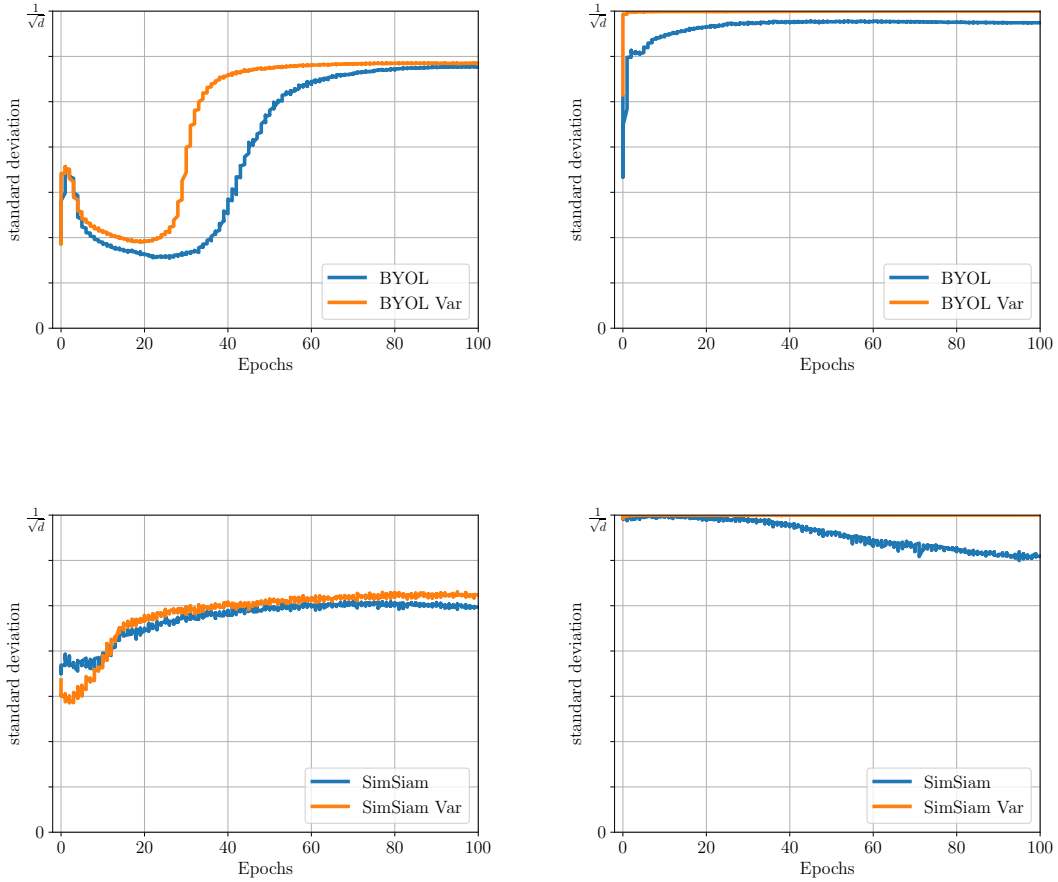 1/√d
standard deviation
0
0 20 40 60 80 100
Epochs
BYOL
BYOL Var
1/√d
standard deviation
0
0 20 40 60 80 100
Epochs
BYOL
BYOL Var
1/√d
standard deviation
0
0 20 40 60 80 100
Epochs
SimSiam
SimSiam Var
1/√d
standard deviation
0
0 20 40 60 80 100
Epochs
SimSiam
SimSiam Var